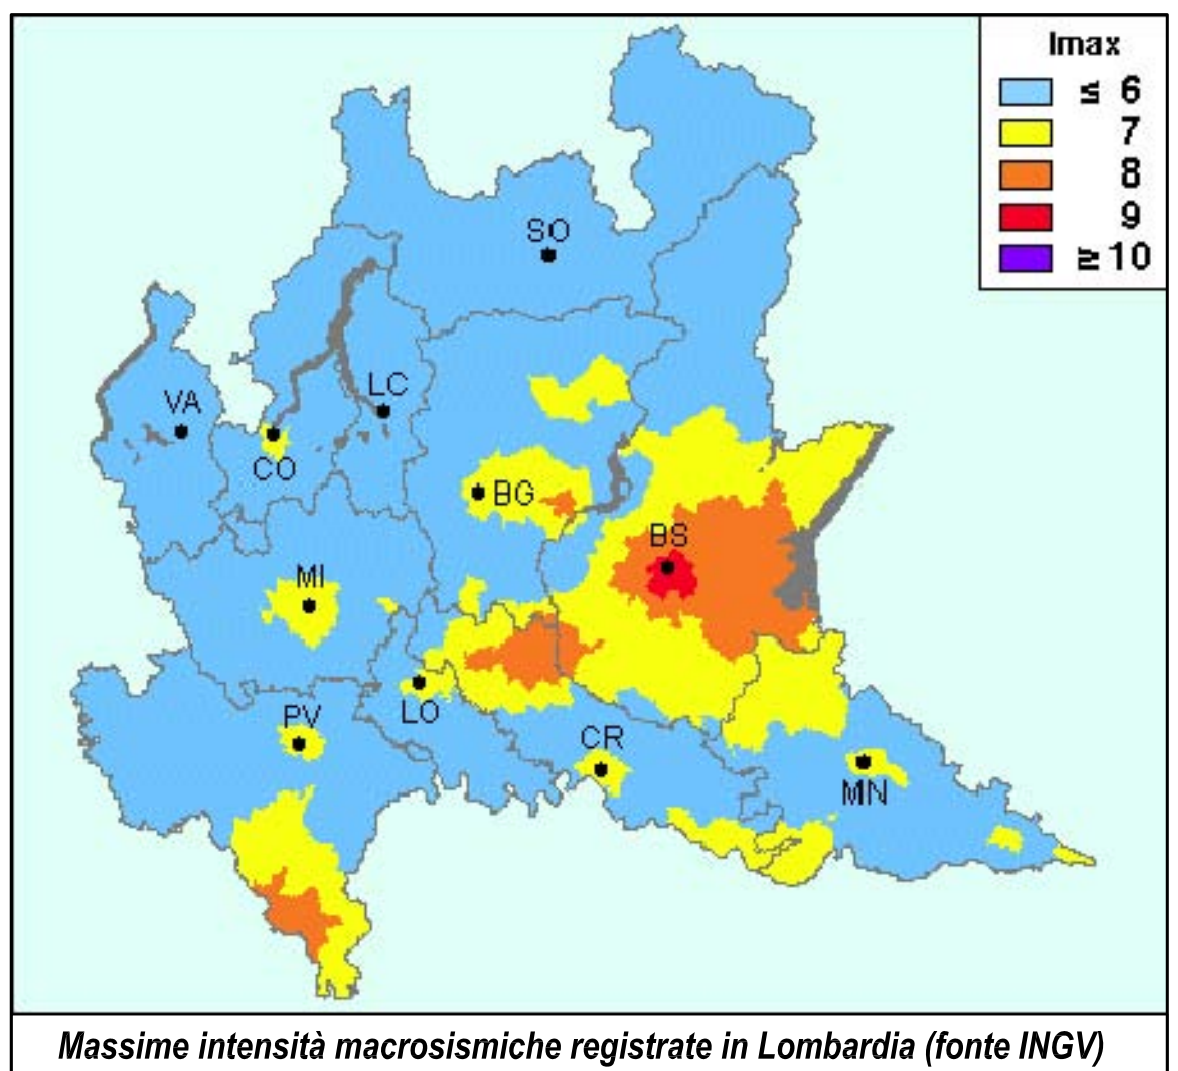 Imax
≤ 6
7
8
9
≥ 10
SO
VA
LC
CO
BG
BS
MI
LO
PV
CR
MN
Massime intensità macrosismiche registrate in Lombardia (fonte INGV)